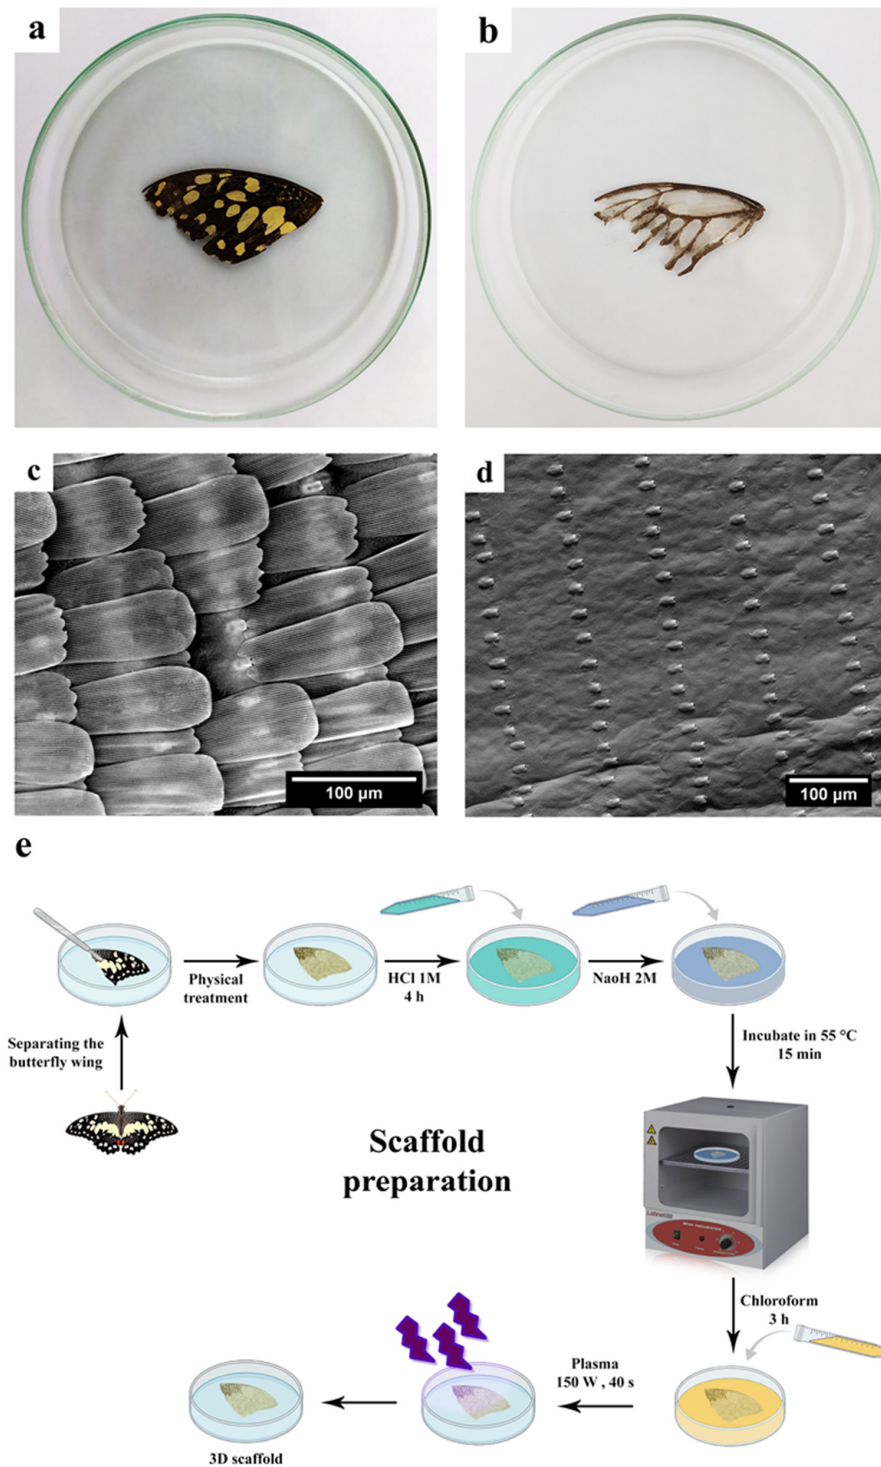 a
b
c
100 µm
d
100 µm
e
Separating the
butterfly wing
Physical
treatment
HCl 1M
4 h
NaoH 2M
Incubate in 55 °C
15 min
Scaffold
preparation
Chloroform
3 h
Plasma
150 W , 40 s
3D scaffold